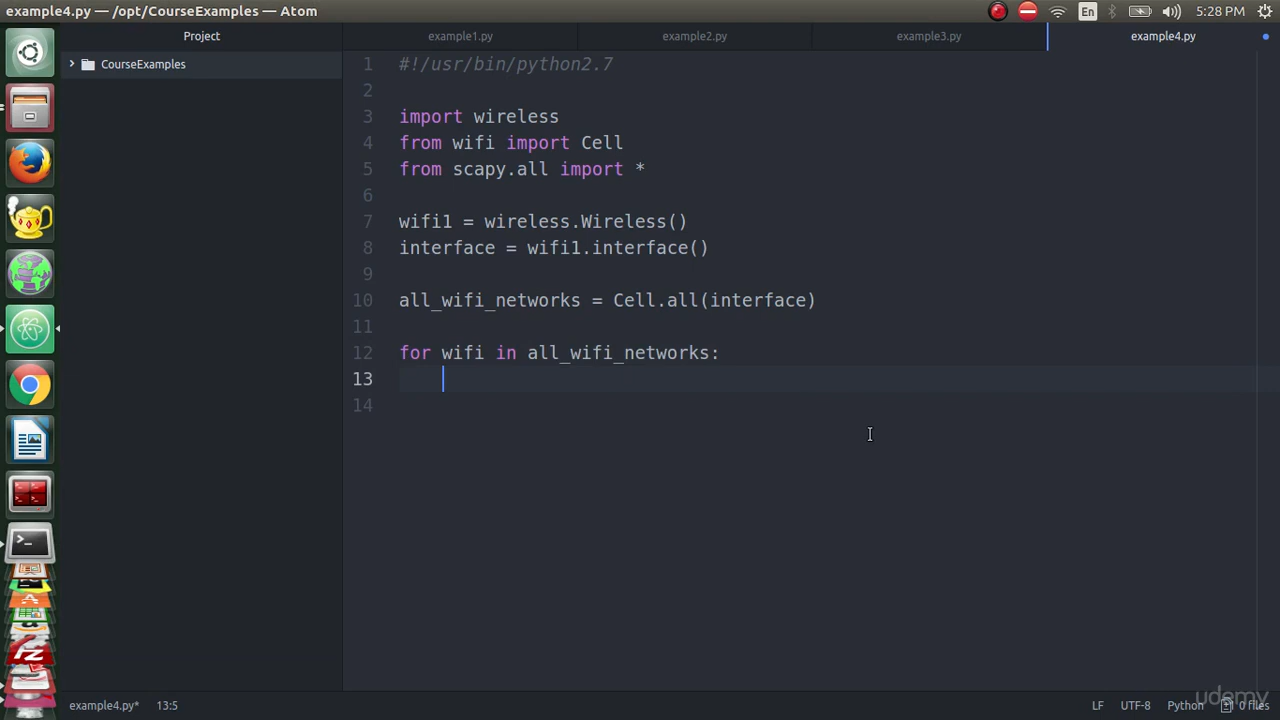 example4.py — /opt/CourseExamples — Atom
En
5:28 PM
Project
example1.py
example2.py
example3.py
example4.py
CourseExamples
1 #!/usr/bin/python2.7
2
3 import wireless
4 from wifi import Cell
5 from scapy.all import *
6
7 wifi1 = wireless.Wireless()
8 interface = wifi1.interface()
9
10 all_wifi_networks = Cell.all(interface)
11
12 for wifi in all_wifi_networks:
13
14
udemy
example4.py* 13:5
LF UTF-8 Python 0 files